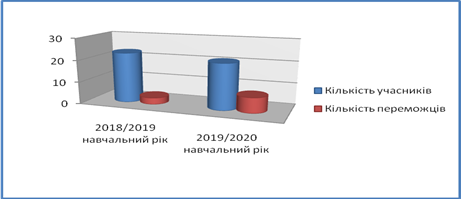 30
20
10
0
2018/2019
навчальний рік
2019/2020
навчальний рік
Кількість учасників
Кількість переможців